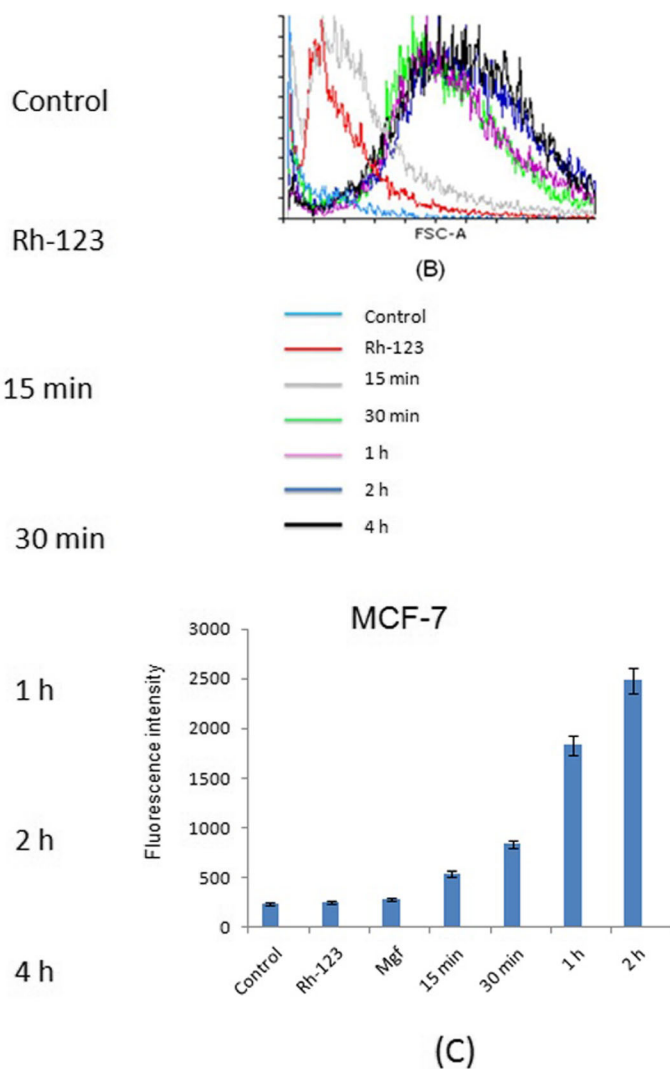 Control
Rh-123
15 min
30 min
1 h
2 h
4 h
FSC-A
(B)
Control
Rh-123
15 min
30 min
1 h
2 h
4 h
MCF-7
Fluorescence intensity
3000
2500
2000
1500
1000
500
0
Control
Rh-123
Mgf
15 min
30 min
1 h
2 h
(C)